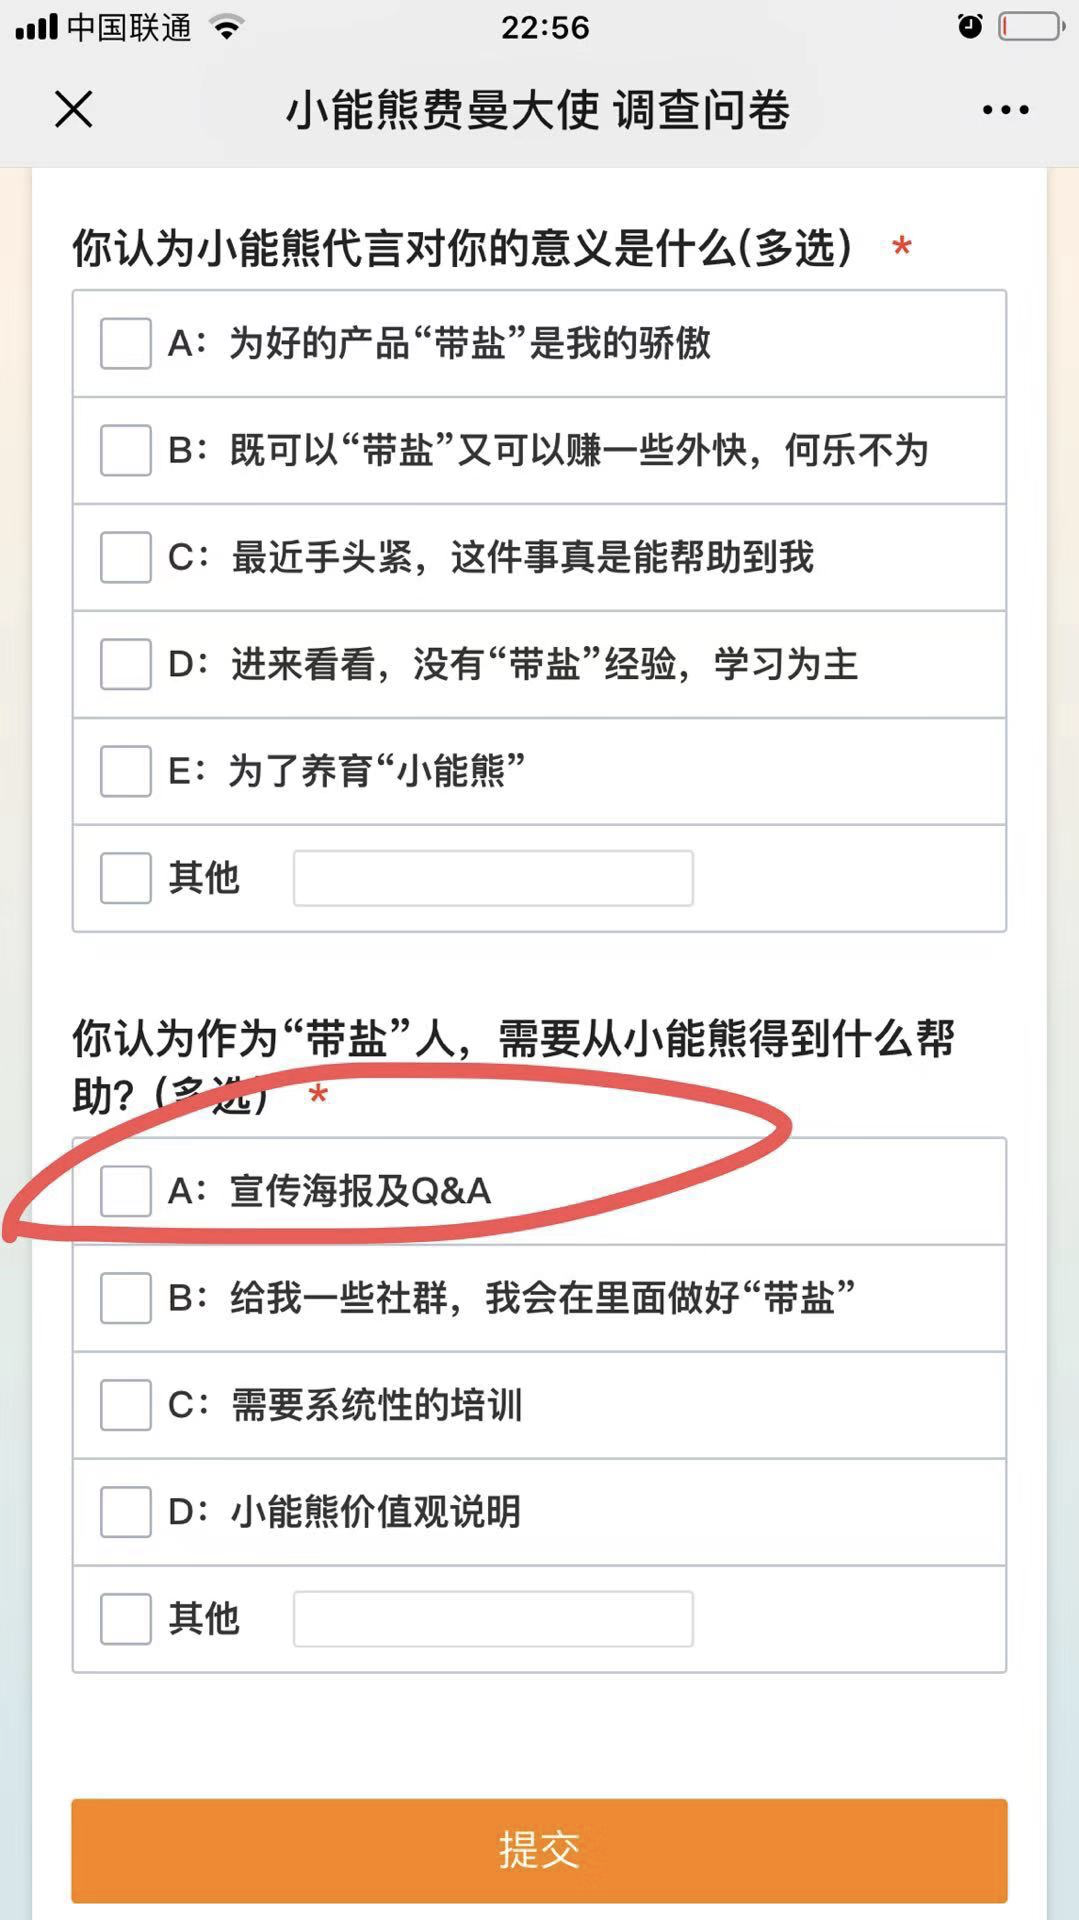 中国联通
22:56
小能熊费曼大使 调查问卷
你认为小能熊代言对你的意义是什么(多选） *
A：为好的产品“带盐”是我的骄傲
B：既可以“带盐”又可以赚一些外快，何乐不为
C：最近手头紧，这件事真是能帮助到我
D：进来看看，没有“带盐”经验，学习为主
E：为了养育“小能熊”
其他
你认为作为“带盐”人，需要从小能熊得到什么帮
助?（多选） *
A：宣传海报及Q&A
B：给我一些社群，我会在里面做好“带盐”
C：需要系统性的培训
D：小能熊价值观说明
其他
提交